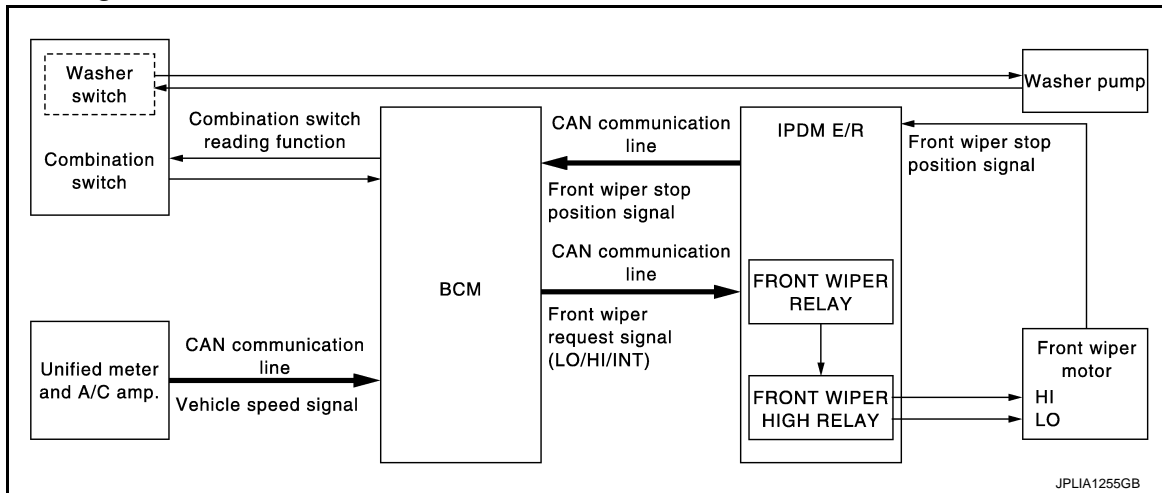 Washer
switch
Combination
switch
Combination switch
reading function
Washer pump
BCM
CAN communication
line
Front wiper stop
position signal
CAN communication
line
Front wiper
request signal
(LO/HI/INT)
IPDM E/R
FRONT WIPER
RELAY
FRONT WIPER
HIGH RELAY
Front wiper stop
position signal
Unified meter
and A/C amp.
CAN communication
line
Vehicle speed signal
Front wiper
motor
HI
LO
JPLIA1255GB